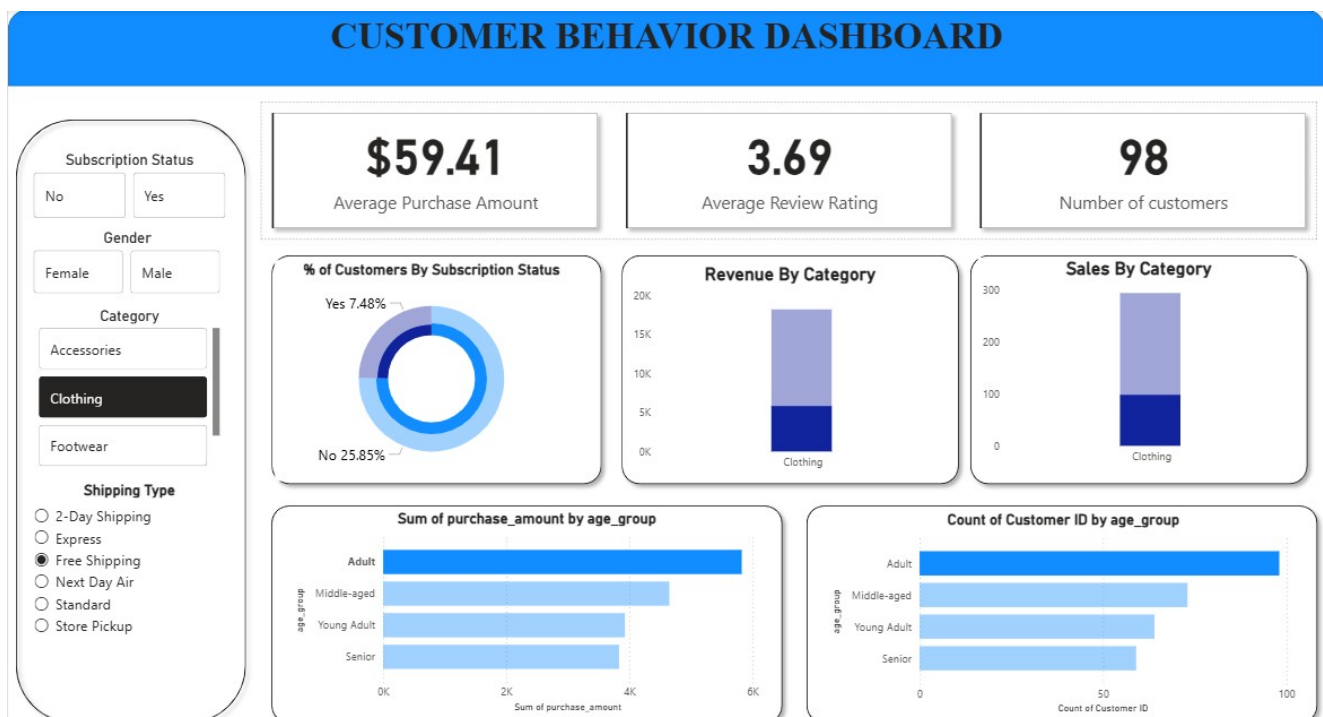 CUSTOMER BEHAVIOR DASHBOARD
Subscription Status
No
Yes
Gender
Female
Male
Category
Accessories
Clothing
Footwear
Shipping Type
2-Day Shipping
Express
Free Shipping
Next Day Air
Standard
Store Pickup
$59.41
Average Purchase Amount
3.69
Average Review Rating
98
Number of customers
% of Customers By Subscription Status
Yes 7.48%
No 25.85%
Revenue By Category
20K
15K
10K
5K
0K
Clothing
Sales By Category
300
200
100
0
Clothing
Sum of purchase_amount by age_group
age_group
Adult
Middle-aged
Young Adult
Senior
0K
2K
4K
6K
Sum of purchase_amount
Count of Customer ID by age_group
age_group
Adult
Middle-aged
Young Adult
Senior
0
50
100
Count of Customer ID